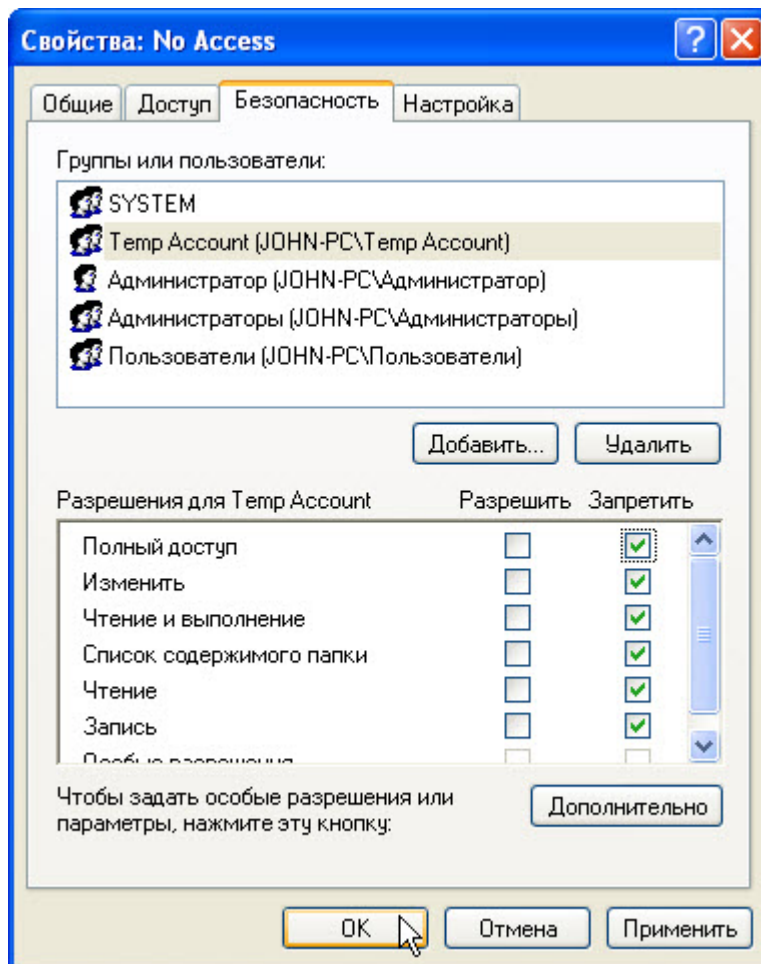 Свойства: No Access
Общие Доступ Безопасность Настройка
Группы или пользователи:
SYSTEM
Temp Account (JOHN-PC\Temp Account)
Администратор (JOHN-PC\Администратор)
Администраторы (JOHN-PC\Администраторы)
Пользователи (JOHN-PC\Пользователи)
Добавить... Удалить
Разрешения для Temp Account Разрешить Запретить
Полный доступ
Изменить
Чтение и выполнение
Список содержимого папки
Чтение
Запись
Особые разрешения
Чтобы задать особые разрешения или
параметры, нажмите эту кнопку:
Дополнительно
OK Отмена Применить